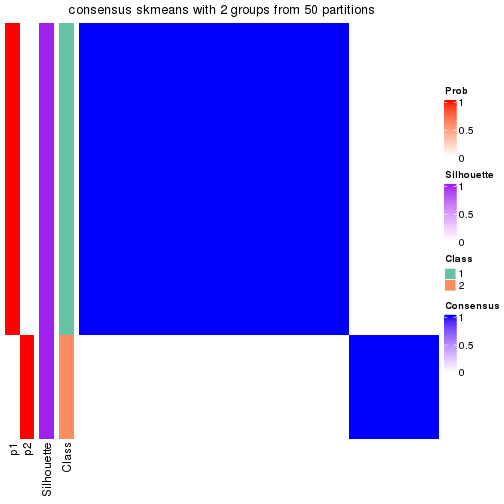 consensus skmeans with 2 groups from 50 partitions
Prob
1
0.5
0
Silhouette
1
0.5
0
Class
1
2
Consensus
1
0.5
0
p1
p2
Silhouette
Class